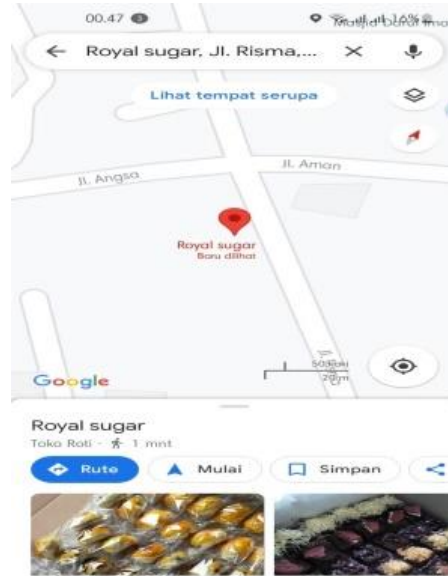 00.47
16%
Royal sugar, Jl. Risma,...
Lihat tempat serupa
Jl. Aman
Jl. Angsa
Royal sugar
Baru dilihat
20 m
Google
Royal sugar
Toko Roti · 1 mnt
Rute
Mulai
Simpan